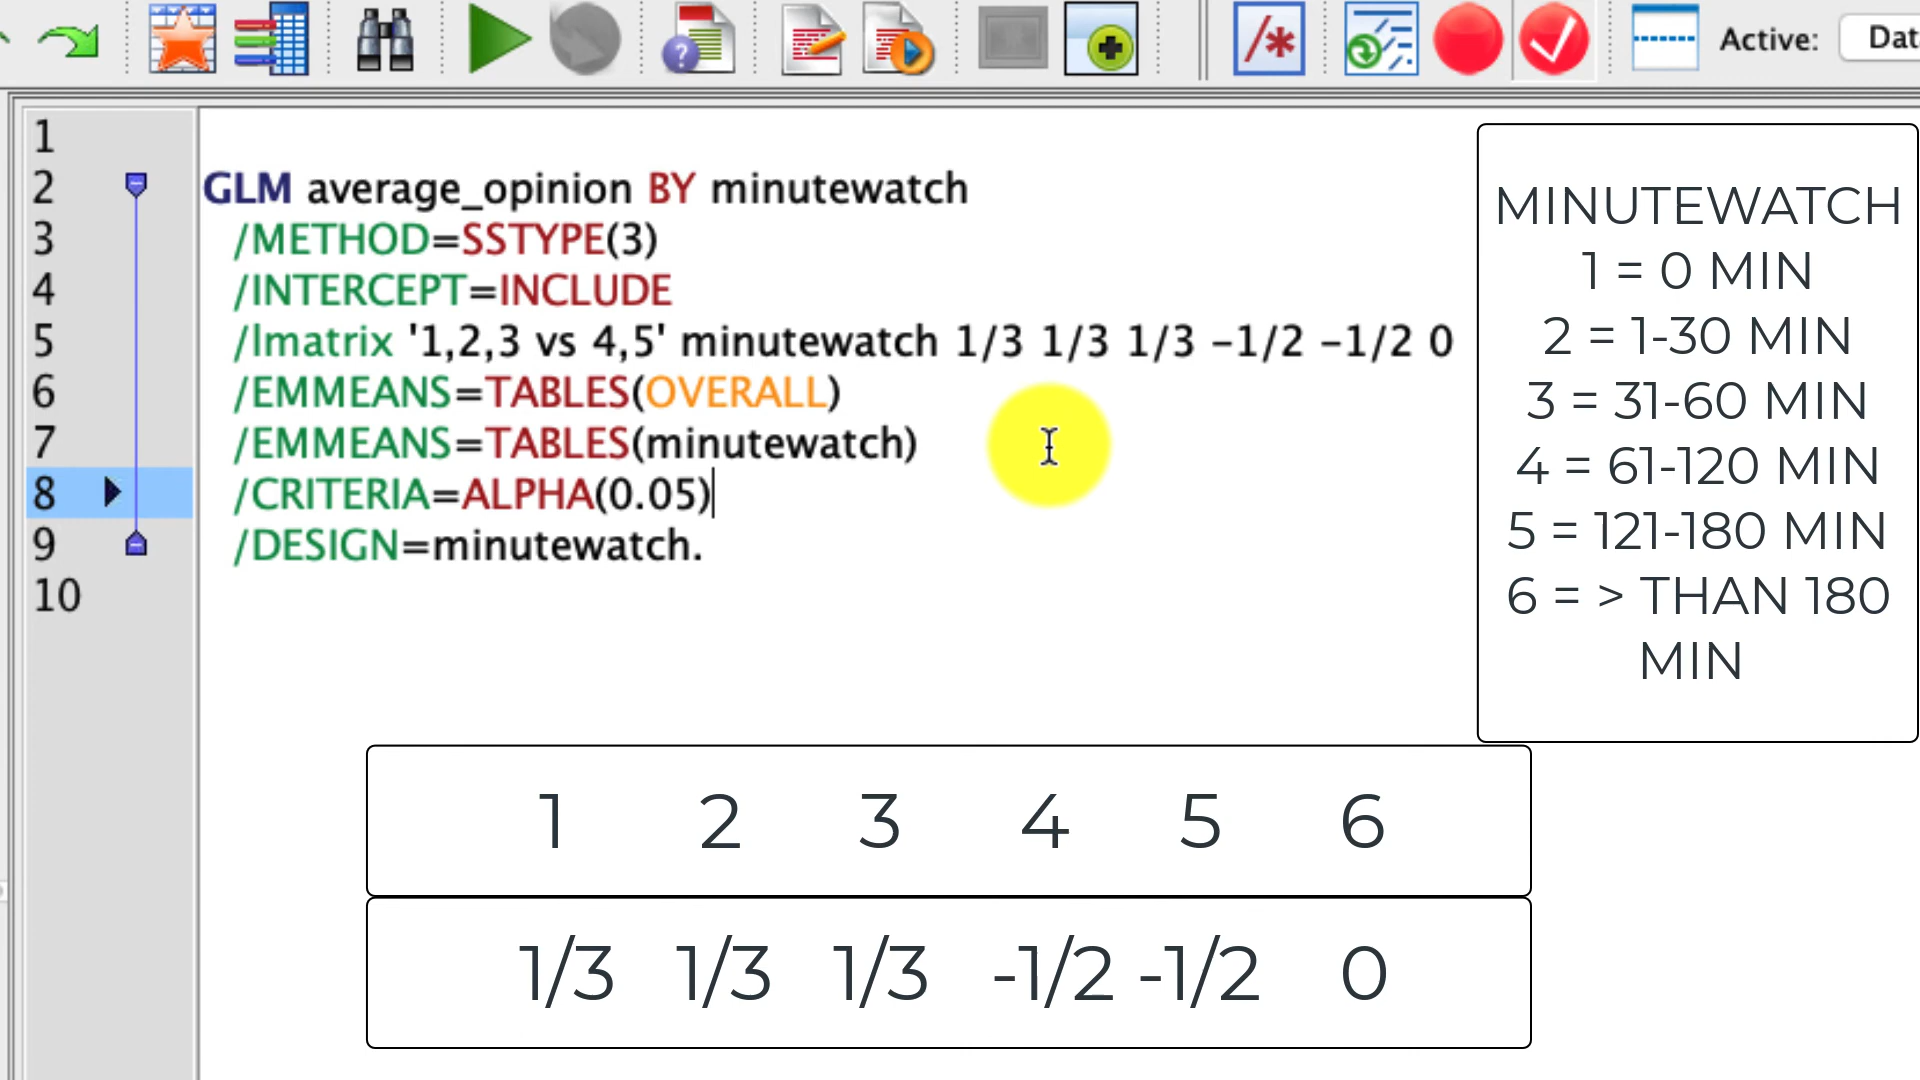 Active: Dat
1
2 GLM average_opinion BY minutewatch
3 /METHOD=SSTYPE(3)
4 /INTERCEPT=INCLUDE
5 /lmatrix '1,2,3 vs 4,5' minutewatch 1/3 1/3 1/3 -1/2 -1/2 0
6 /EMMEANS=TABLES(OVERALL)
7 /EMMEANS=TABLES(minutewatch)
8 /CRITERIA=ALPHA(0.05)
9 /DESIGN=minutewatch.
10
MINUTEWATCH
1 = 0 MIN
2 = 1-30 MIN
3 = 31-60 MIN
4 = 61-120 MIN
5 = 121-180 MIN
6 = > THAN 180
MIN
1 2 3 4 5 6
1/3 1/3 1/3 -1/2 -1/2 0